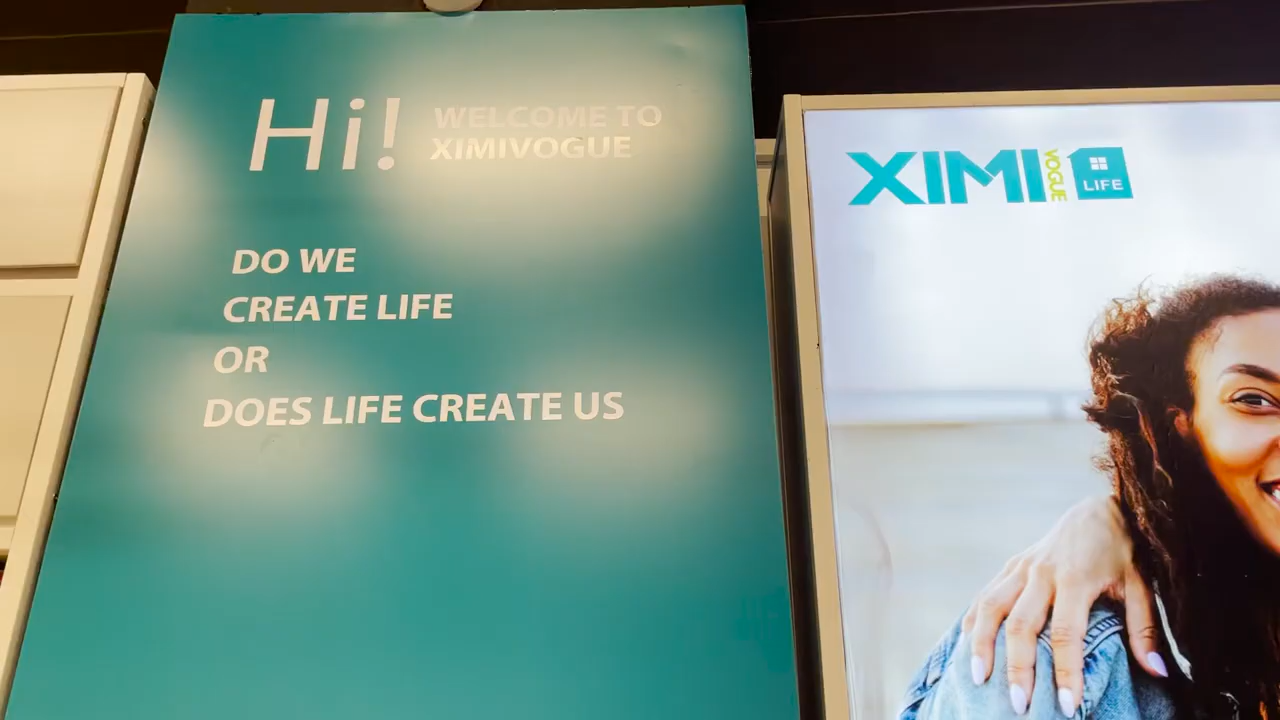 Hi! WELCOME TO
XIMIVOGUE
DO WE
CREATE LIFE
OR
DOES LIFE CREATE US
XIMI VOGUE LIFE